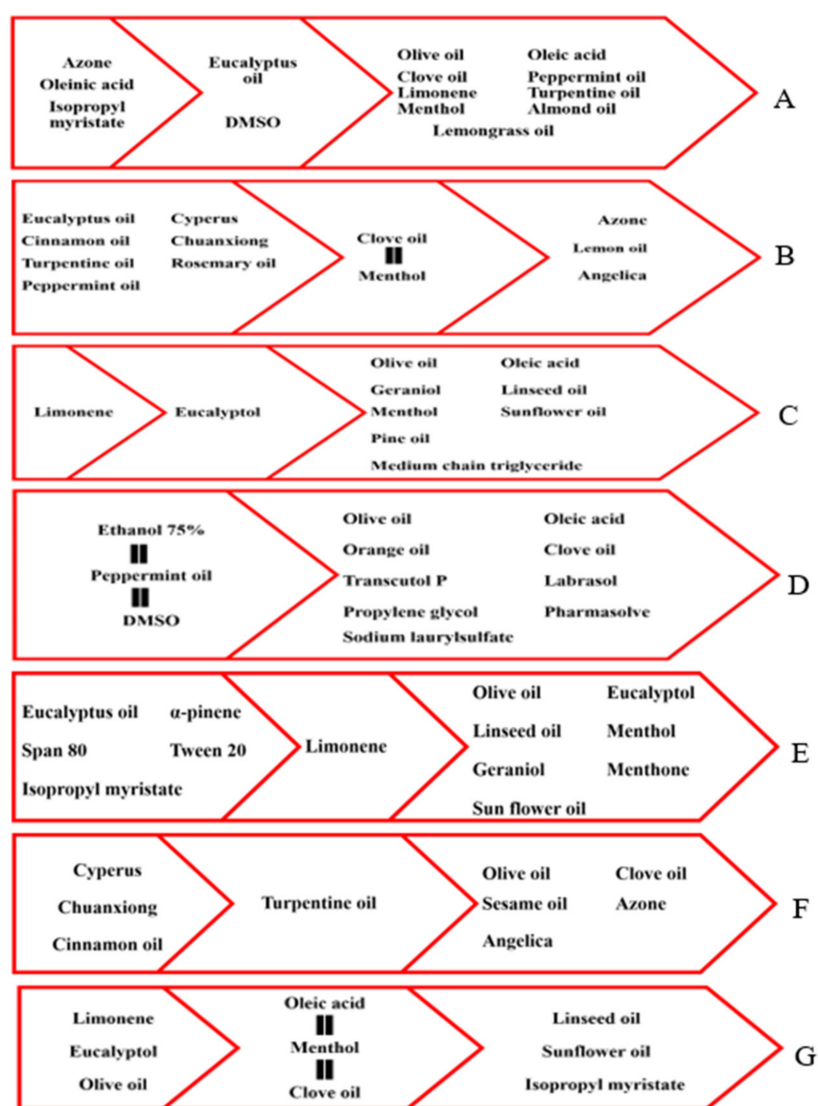 Azone
Oleinic acid
Isopropyl
myristate
Eucalyptus
oil
DMSO
Olive oil Oleic acid
Clove oil Peppermint oil
Limonene Turpentine oil
Menthol Almond oil
Lemongrass oil
A
Eucalyptus oil Cyperus
Cinnamon oil Chuanxiong
Turpentine oil Rosemary oil
Peppermint oil
Clove oil
Menthol
Azone
Lemon oil
Angelica
B
Limonene
Eucalyptol
Olive oil Oleic acid
Geraniol Linseed oil
Menthol Sunflower oil
Pine oil
Medium chain triglyceride
C
Ethanol 75%
Peppermint oil
DMSO
Olive oil Oleic acid
Orange oil Clove oil
Transcutol P Labrasol
Propylene glycol Pharmasolve
Sodium laurylsulfate
D
Eucalyptus oil α-pinene
Span 80 Tween 20
Isopropyl myristate
Limonene
Olive oil Eucalyptol
Linseed oil Menthol
Geraniol Menthone
Sun flower oil
E
Cyperus
Chuanxiong
Cinnamon oil
Turpentine oil
Olive oil Clove oil
Sesame oil Azone
Angelica
F
Limonene
Eucalyptol
Olive oil
Oleic acid
Menthol
Clove oil
Linseed oil
Sunflower oil
Isopropyl myristate
G